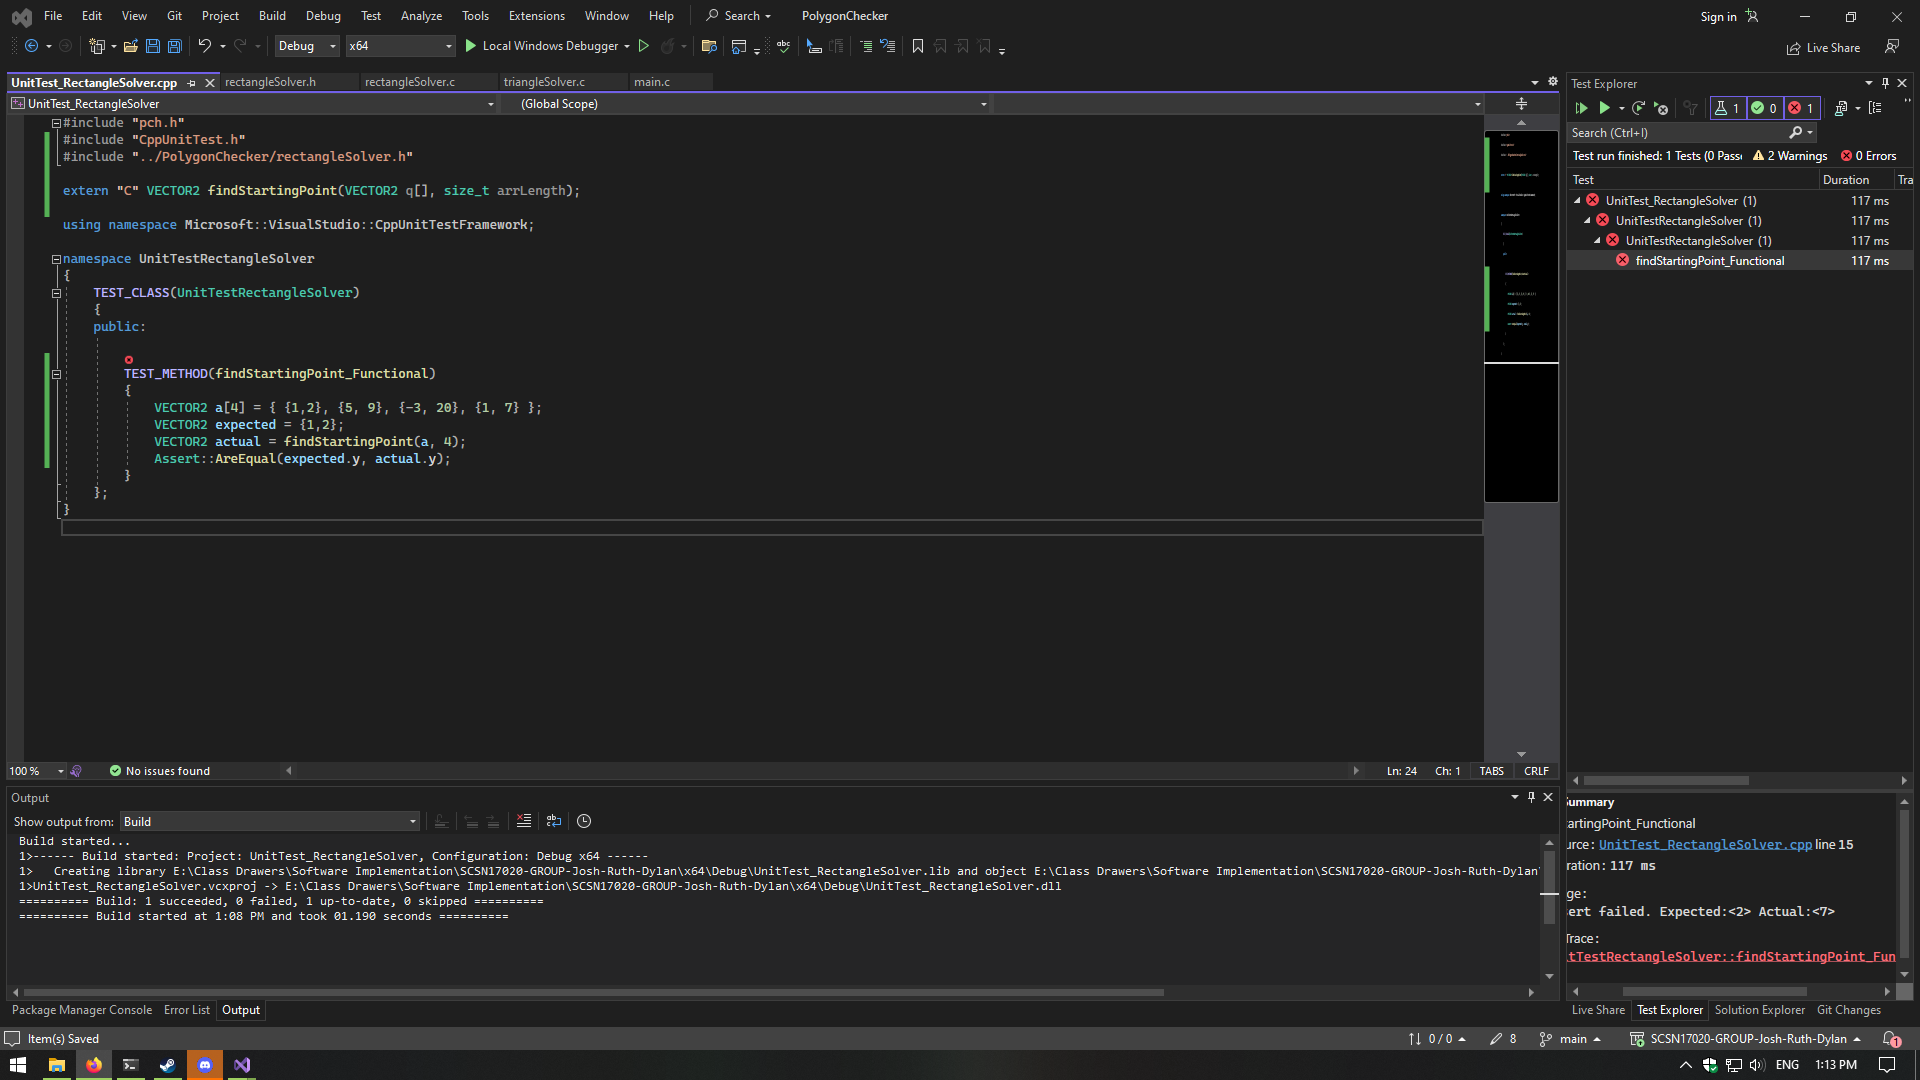 File Edit View Git Project Build Debug Test Analyze Tools Extensions Window Help Search PolygonChecker Sign in
Debug x64 Local Windows Debugger Live Share
UnitTest_RectangleSolver.cpp rectangleSolver.h rectangleSolver.c triangleSolver.c main.c
UnitTest_RectangleSolver (Global Scope)
#include "pch.h"
#include "CppUnitTest.h"
#include "../PolygonChecker/rectangleSolver.h"
extern "C" VECTOR2 findStartingPoint(VECTOR2 q[], size_t arrLength);
using namespace Microsoft::VisualStudio::CppUnitTestFramework;
namespace UnitTestRectangleSolver
{
TEST_CLASS(UnitTestRectangleSolver)
{
public:
TEST_METHOD(findStartingPoint_Functional)
{
VECTOR2 a[4] = { {1,2}, {5, 9}, {-3, 20}, {1, 7} };
VECTOR2 expected = {1,2};
VECTOR2 actual = findStartingPoint(a, 4);
Assert::AreEqual(expected.y, actual.y);
}
};
}
100 % No issues found Ln: 24 Ch: 1 TABS CRLF
Output
Show output from: Build
Build started...
1>------ Build started: Project: UnitTest_RectangleSolver, Configuration: Debug x64 ------
1>   Creating library E:\Class Drawers\Software Implementation\SCSN17020-GROUP-Josh-Ruth-Dylan\x64\Debug\UnitTest_RectangleSolver.lib and object E:\Class Drawers\Software Implementation\SCSN17020-GROUP-Josh-Ruth-Dylan\
1>UnitTest_RectangleSolver.vcxproj -> E:\Class Drawers\Software Implementation\SCSN17020-GROUP-Josh-Ruth-Dylan\x64\Debug\UnitTest_RectangleSolver.dll
========== Build: 1 succeeded, 0 failed, 1 up-to-date, 0 skipped ==========
========== Build started at 1:08 PM and took 01.190 seconds ==========
Package Manager Console Error List Output
Test Explorer
1 0 1
Search (Ctrl+I)
Test run finished: 1 Tests (0 Passe 2 Warnings 0 Errors
Test Duration Tra
UnitTest_RectangleSolver (1) 117 ms
UnitTestRectangleSolver (1) 117 ms
UnitTestRectangleSolver (1) 117 ms
findStartingPoint_Functional 117 ms
Summary
tartingPoint_Functional
urce: UnitTest_RectangleSolver.cpp line 15
ration: 117 ms
ge:
ert failed. Expected:<2> Actual:<7>
Trace:
tTestRectangleSolver::findStartingPoint_Fun
Live Share Test Explorer Solution Explorer Git Changes
Item(s) Saved 0 / 0 8 main SCSN17020-GROUP-Josh-Ruth-Dylan 1
ENG 1:13 PM